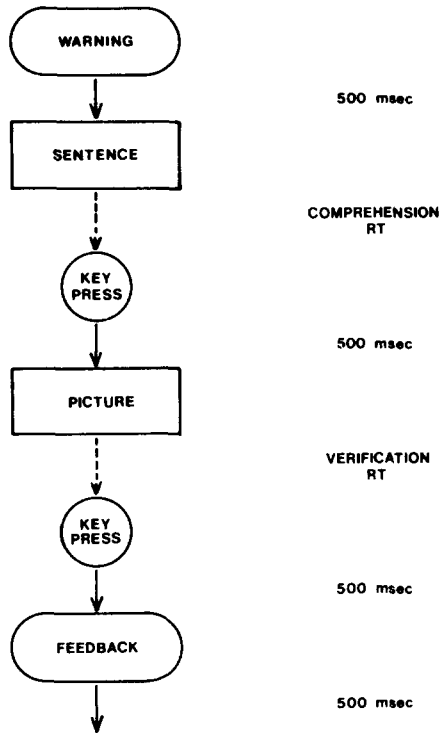 WARNING
500 msec
SENTENCE
COMPREHENSION
RT
KEY
PRESS
500 msec
PICTURE
VERIFICATION
RT
KEY
PRESS
500 msec
FEEDBACK
500 msec